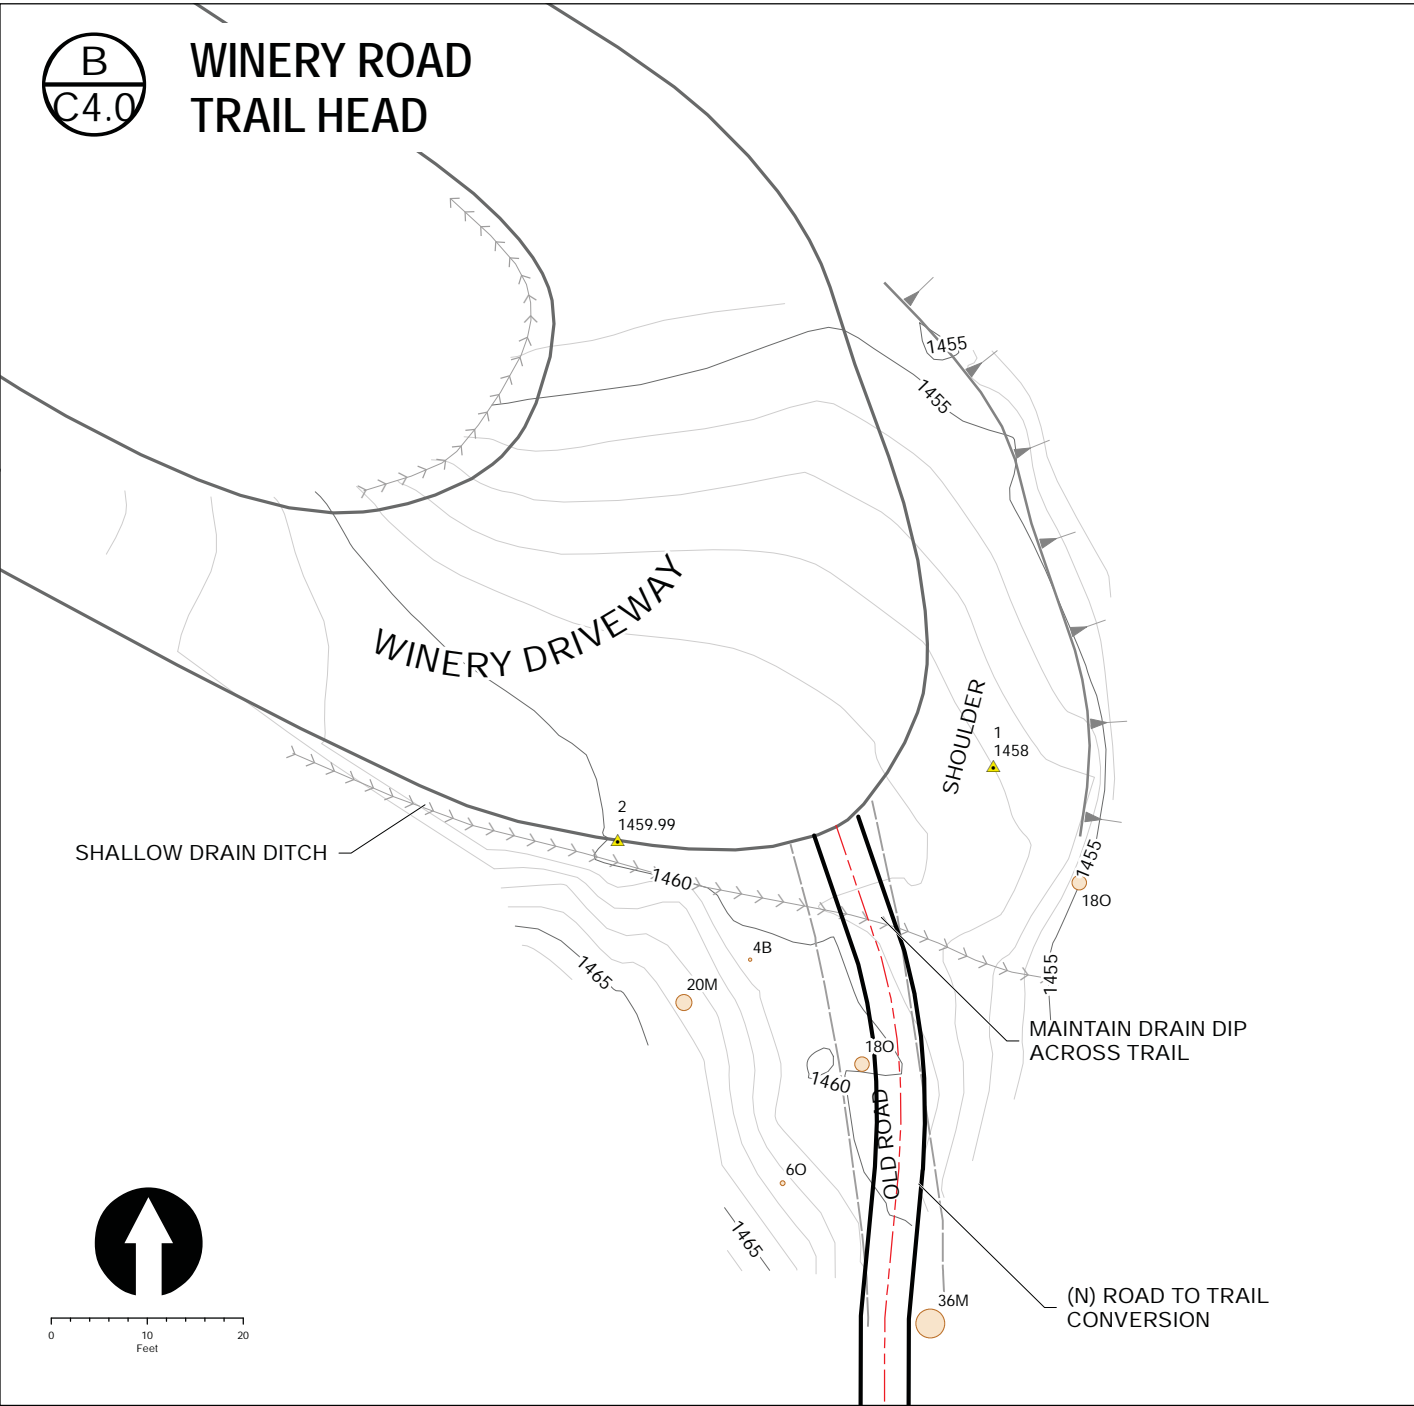 B
C4.0
WINERY ROAD
TRAIL HEAD
1455
1455
WINERY DRIVEWAY
SHOULDER
1
1458
2
1459.99
SHALLOW DRAIN DITCH
1460
1455
18O
4B
1465
20M
1455
MAINTAIN DRAIN DIP
ACROSS TRAIL
18O
1460
OLD ROAD
6O
1465
(N) ROAD TO TRAIL
CONVERSION
36M
0 10 20
Feet